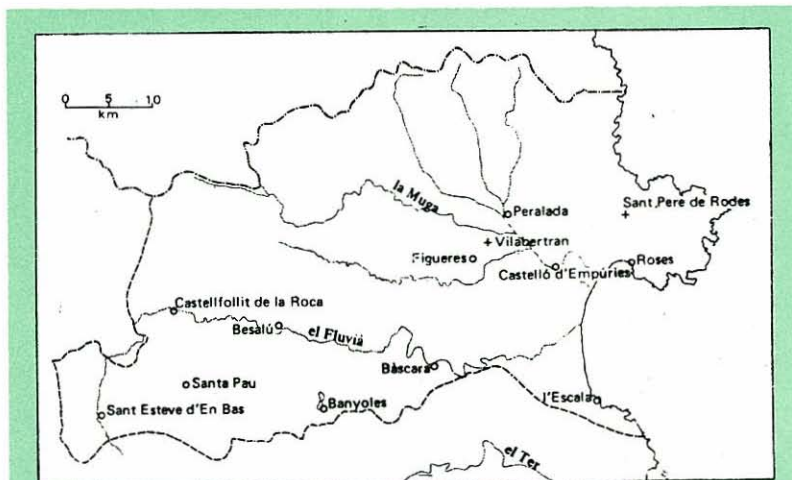 0 5 10
km
la Muga
Peralada
Sant Pere de Rodes
Vilabertran
Figueres
Castelló d'Empúries
Roses
Castellfollit de la Roca
Besalú
el Fluvià
Bàscara
Santa Pau
Banyoles
l'Escala
Sant Esteve d'En Bas
el Ter